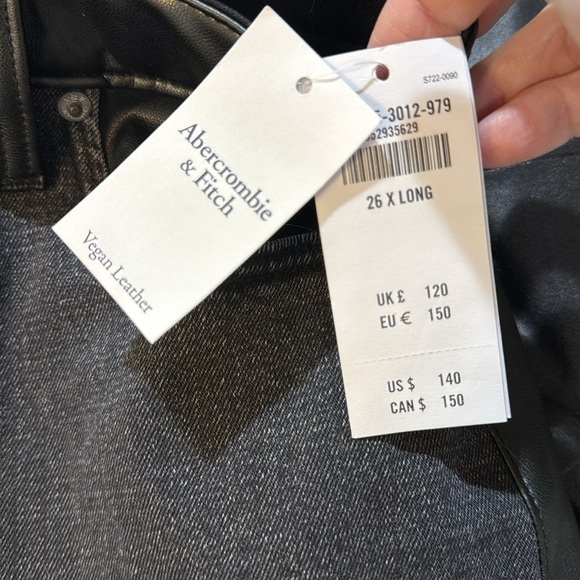 Abercrombie
& Fitch
Vegan Leather
S722-0090
-3012-979
52935629
26 X LONG
UK £ 120
EU € 150
US $ 140
CAN $ 150